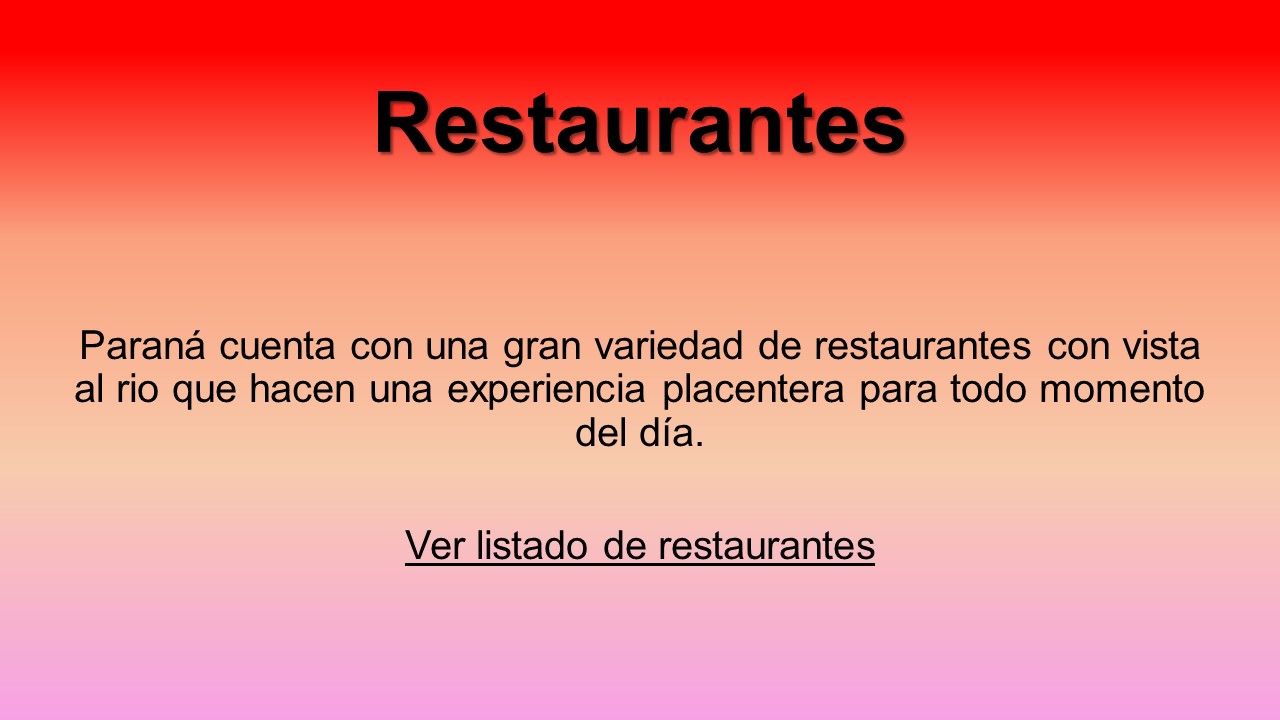 Restaurantes
Paraná cuenta con una gran variedad de restaurantes con vista
al rio que hacen una experiencia placentera para todo momento
del día.
Ver listado de restaurantes